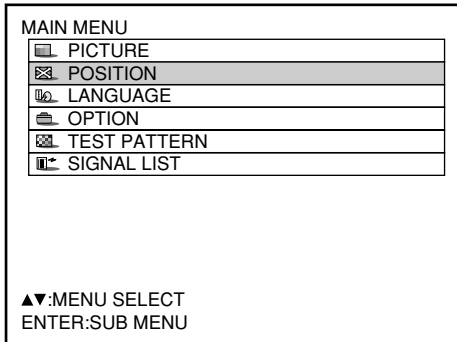 MAIN MENU
PICTURE
POSITION
LANGUAGE
OPTION
TEST PATTERN
SIGNAL LIST
▲▼:MENU SELECT
ENTER:SUB MENU